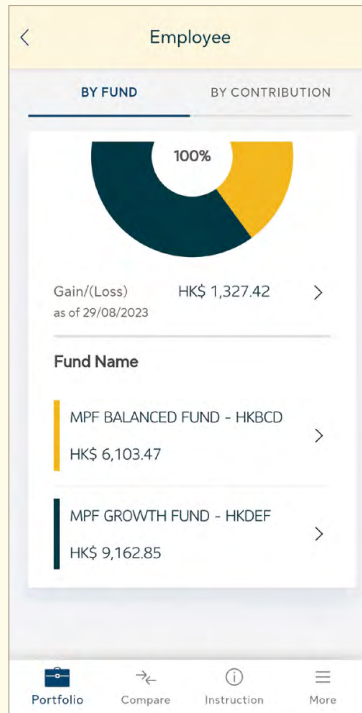 Employee
BY FUND
BY CONTRIBUTION
100%
Gain/(Loss) HK$ 1,327.42
as of 29/08/2023
Fund Name
MPF BALANCED FUND - HKBCD
HK$ 6,103.47
MPF GROWTH FUND - HKDEF
HK$ 9,162.85
Portfolio
Compare
Instruction
More